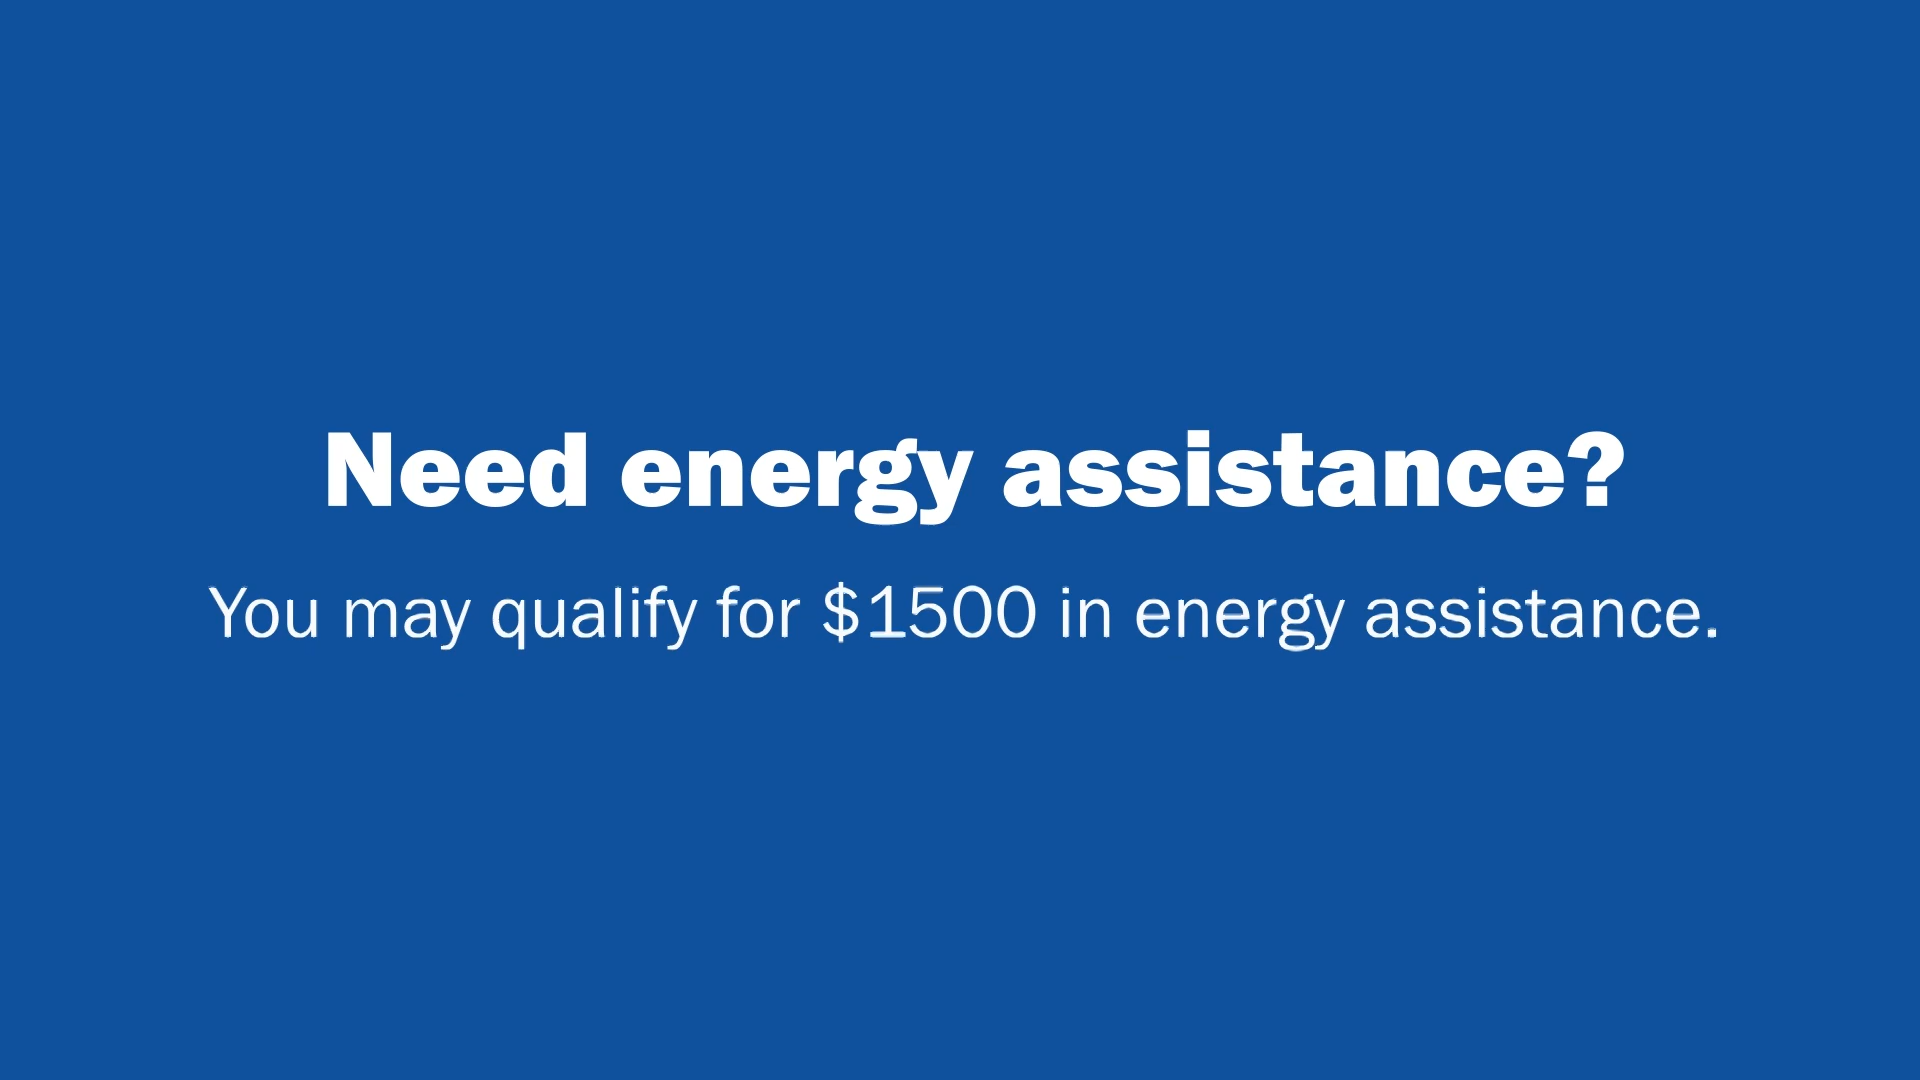 Need energy assistance?
You may qualify for $1500 in energy assistance.